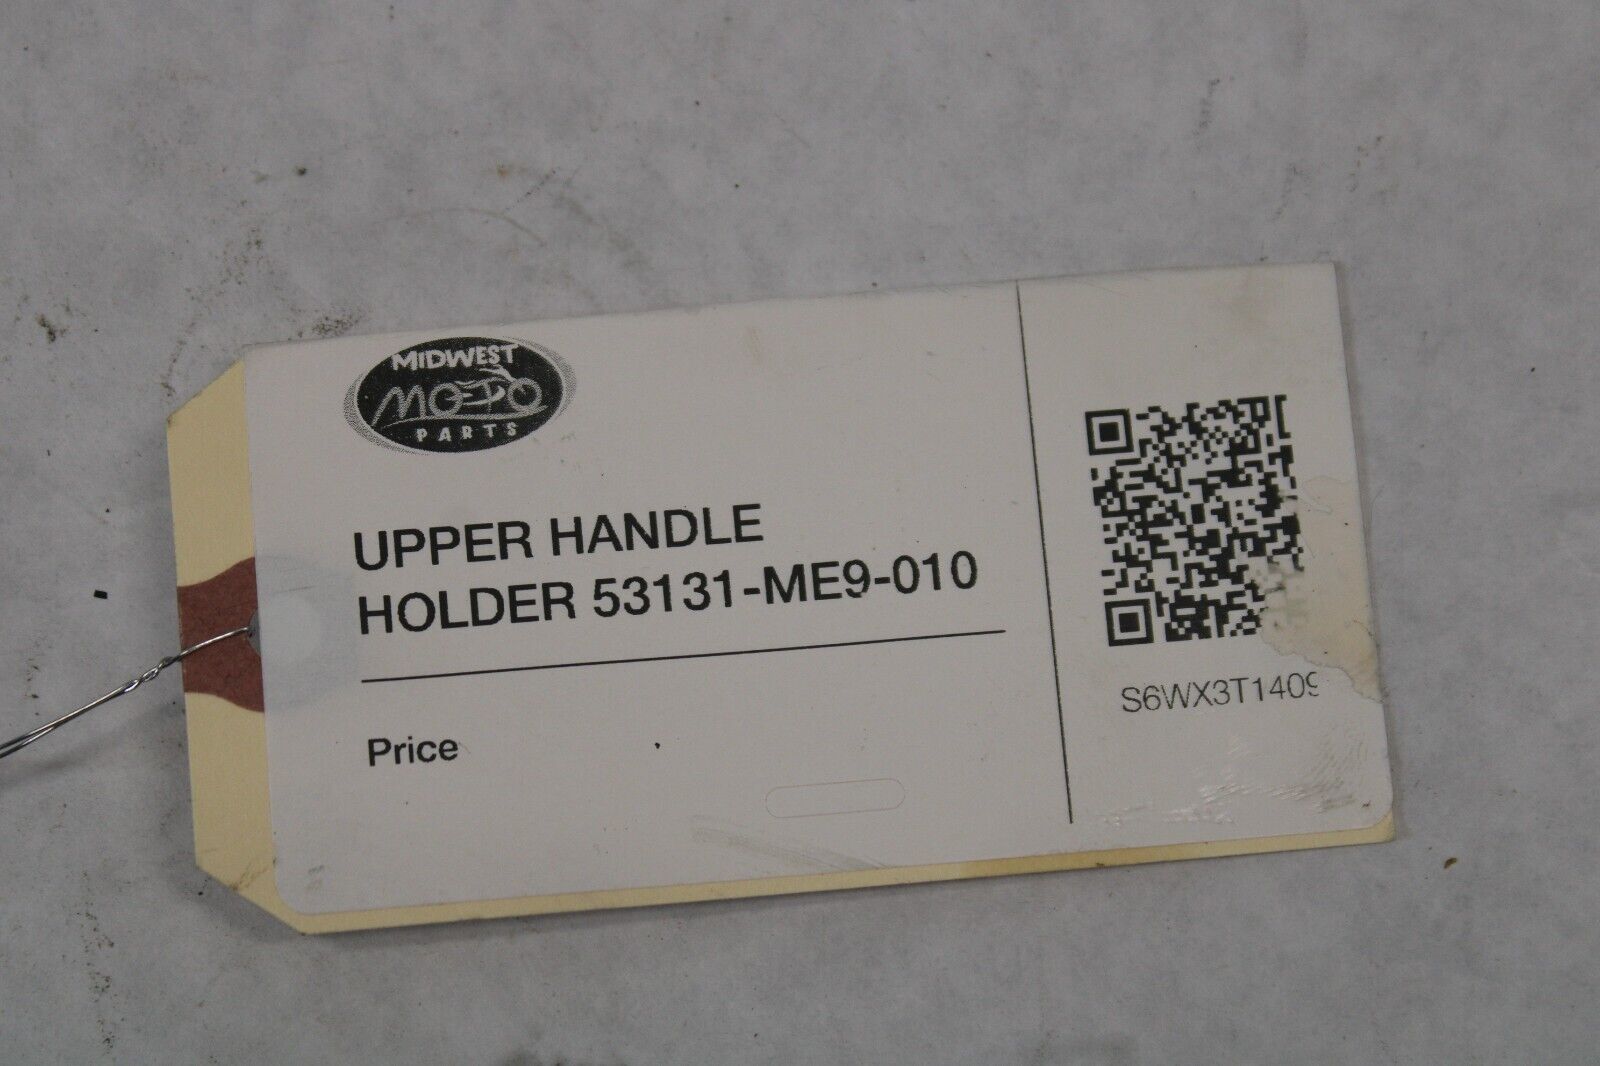 MIDWEST
MOTO
PARTS
UPPER HANDLE
HOLDER 53131-ME9-010
Price
S6WX3T1409